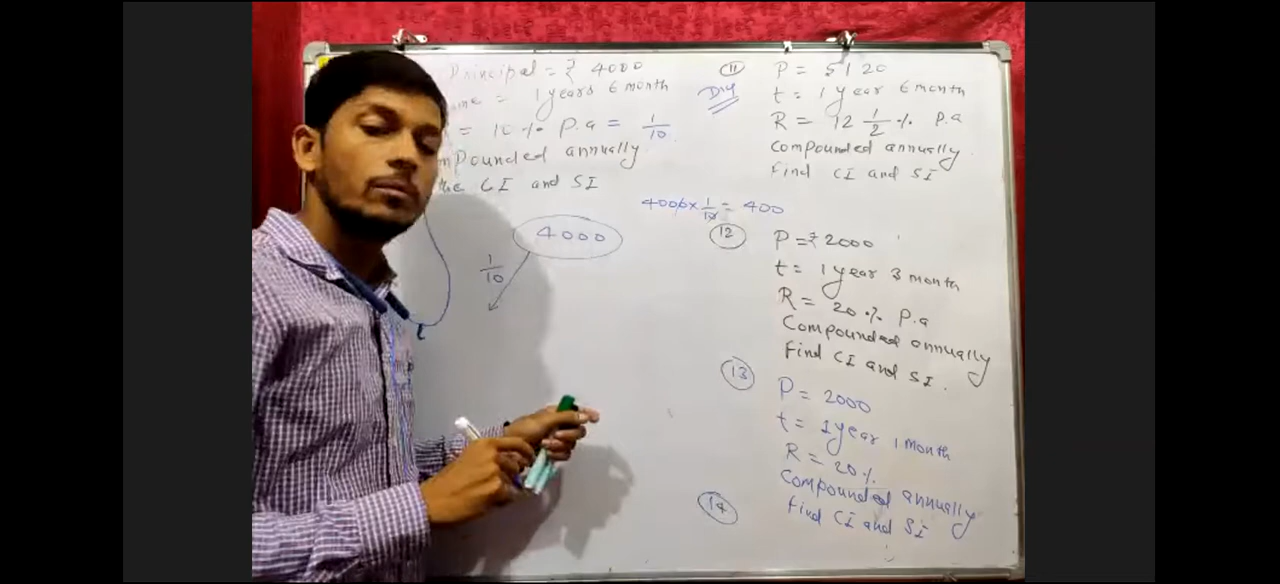 Principal = ₹ 4000
= 1 years 6 month
= 10 % P.a = 1/10
compounded annually
the CI and SI
4000 × 1/10 = 400
4000
1/10
11
P = 5120
t = 1 year 6 month
R = 12 1/2 % P.a
Compounded annually
Find CI and SI
12
P = ₹ 2000
t = 1 year 3 month
R = 20 % P.a
Compounded annually
Find CI and SI.
13
P = 2000
t = 1 year 1 month
R = 20 %
Compounded annually
Find CI and SI
14